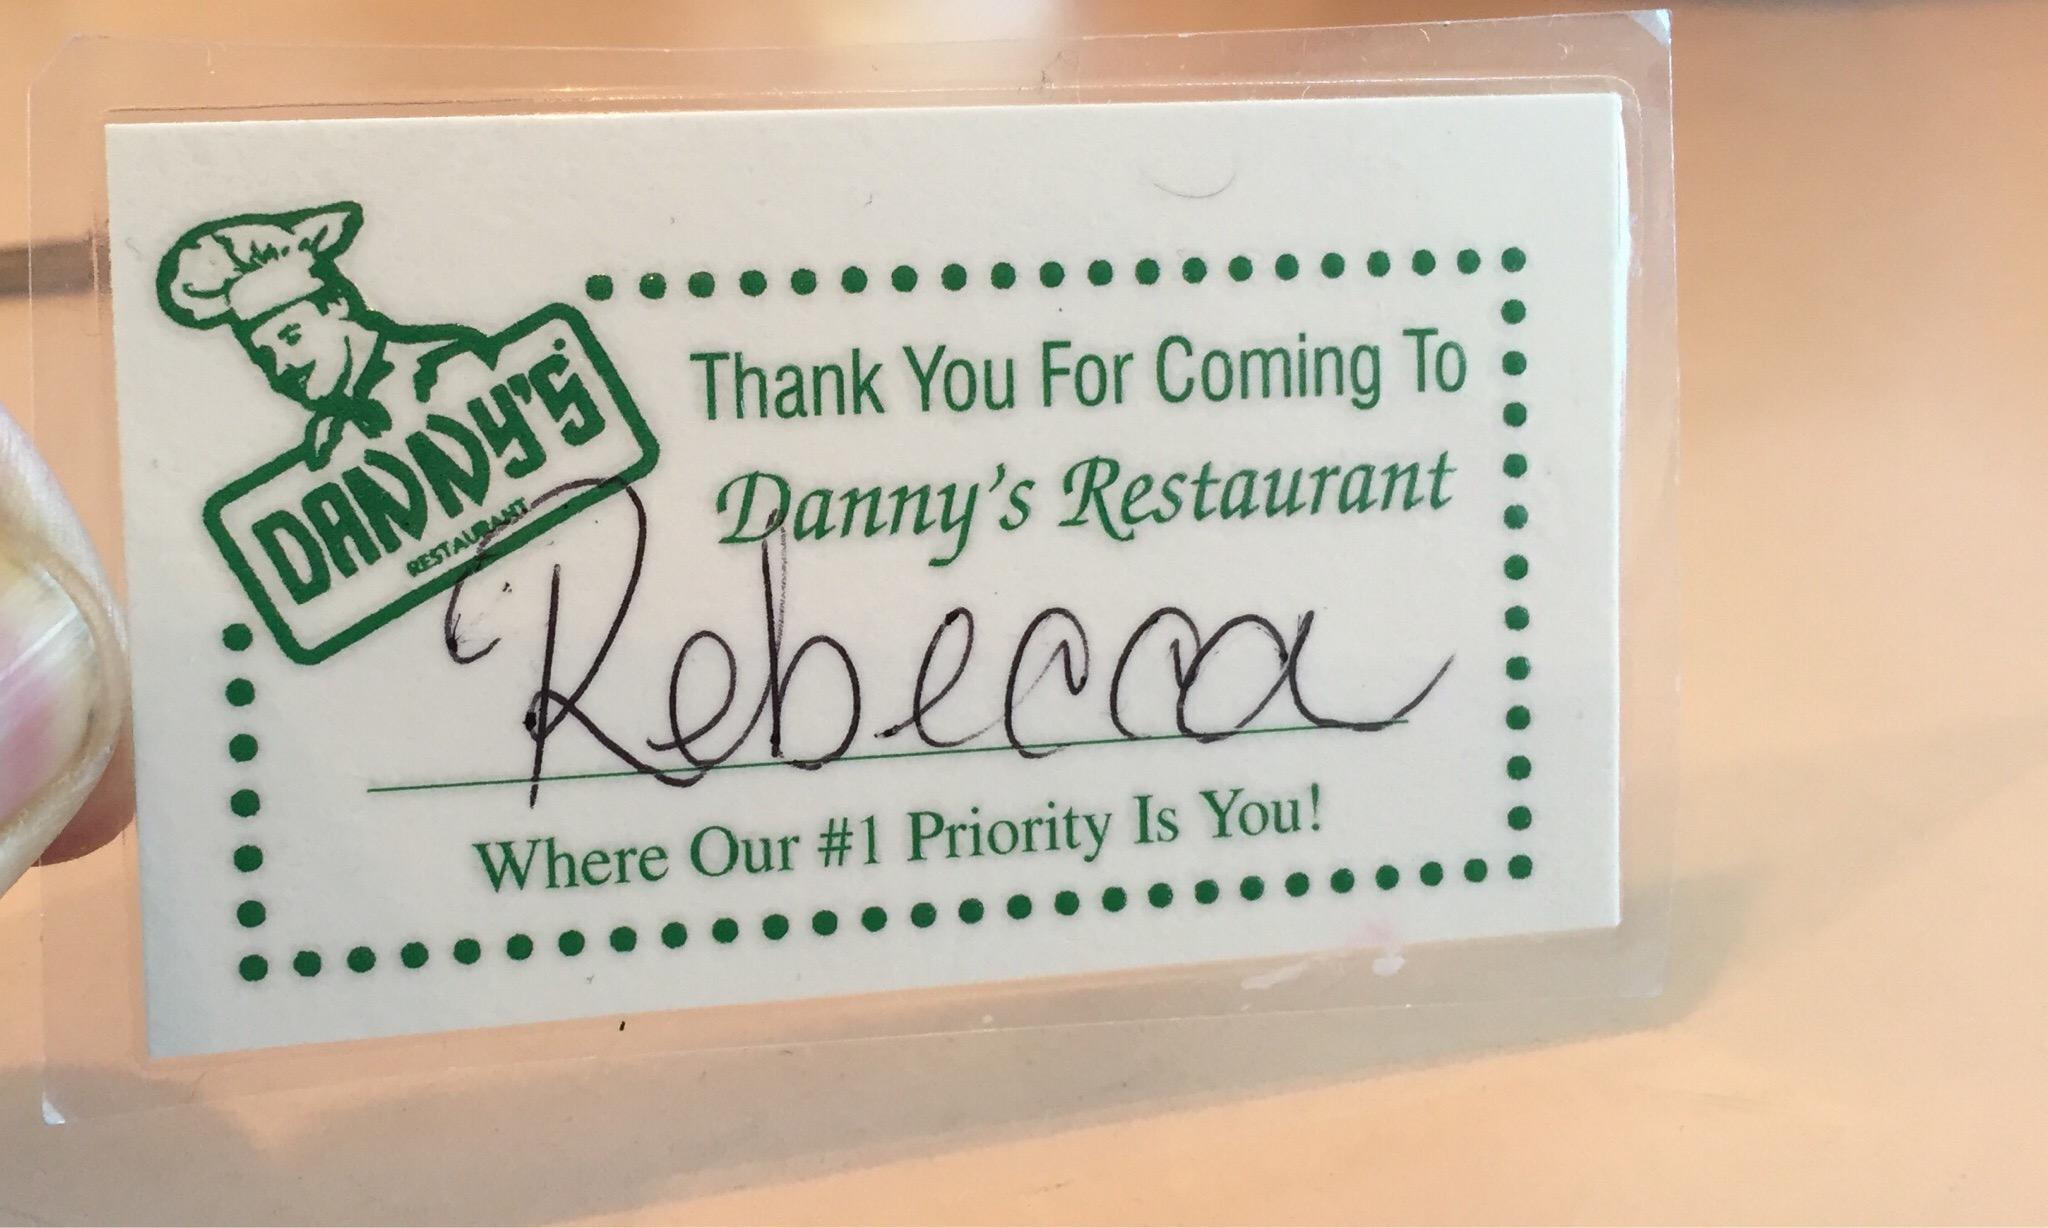 DANNY'S
RESTAURANT
Thank You For Coming To
Danny's Restaurant
Rebecca
Where Our #1 Priority Is You!